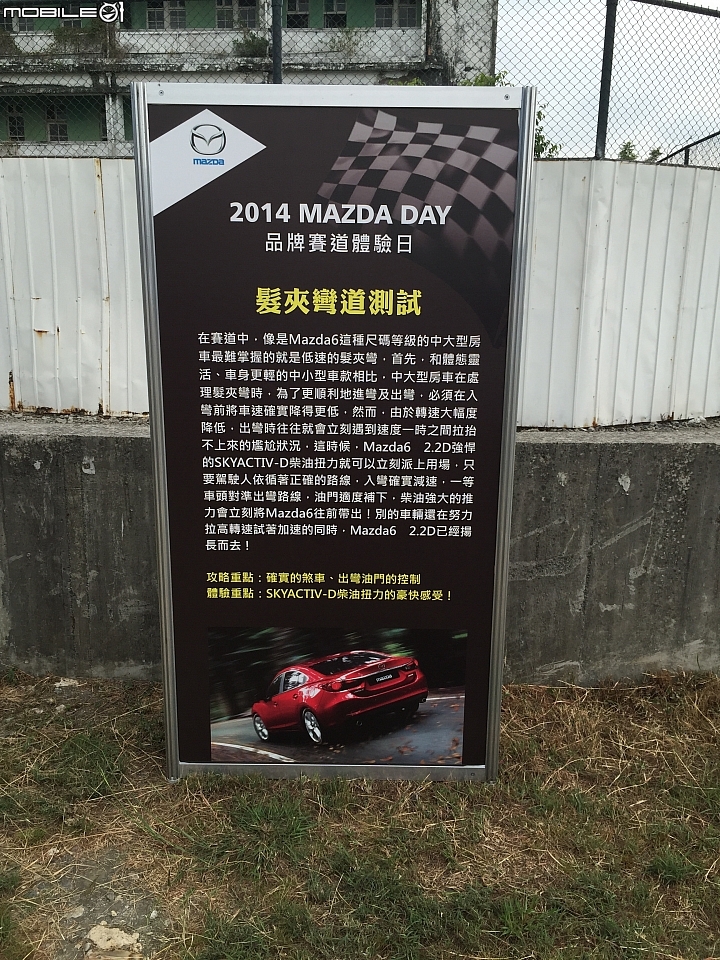 MOBILE01
mazda
2014 MAZDA DAY
品牌賽道體驗日
髮夾彎道測試
在賽道中，像是Mazda6這種尺碼等級的中大型房
車最難掌握的就是低速的髮夾彎，首先，和體態靈
活、車身更輕的中小型車款相比，中大型房車在處
理髮夾彎時，為了更順利地進彎及出彎，必須在入
彎前將車速確實降得更低，然而，由於轉速大幅度
降低，出彎時往往就會立刻遇到速度一時之間拉抬
不上來的尷尬狀況，這時候，Mazda6 2.2D強悍
的SKYACTIV-D柴油扭力就可以立刻派上用場，只
要駕駛人依循著正確的路線，入彎確實減速，一等
車頭對準出彎路線，油門適度補下，柴油強大的推
力會立刻將Mazda6往前帶出！別的車輛還在努力
拉高轉速試著加速的同時，Mazda6 2.2D已經揚
長而去！
攻略重點：確實的煞車、出彎油門的控制
體驗重點：SKYACTIV-D柴油扭力的豪快感受！
MAZDA